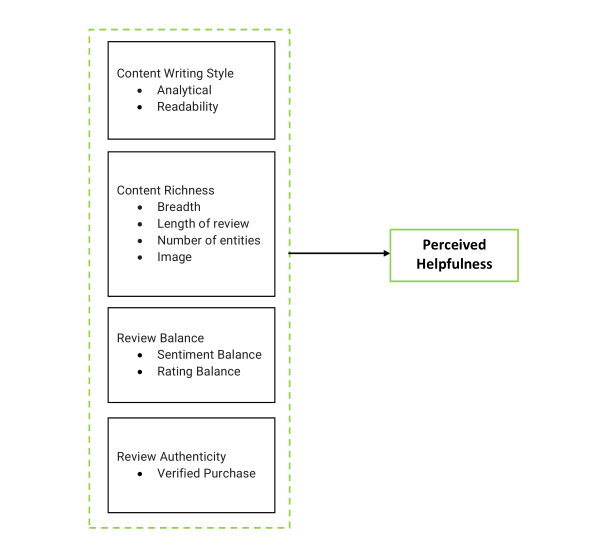 Content Writing Style
• Analytical
• Readability
Content Richness
• Breadth
• Length of review
• Number of entities
• Image
Perceived
Helpfulness
Review Balance
• Sentiment Balance
• Rating Balance
Review Authenticity
• Verified Purchase